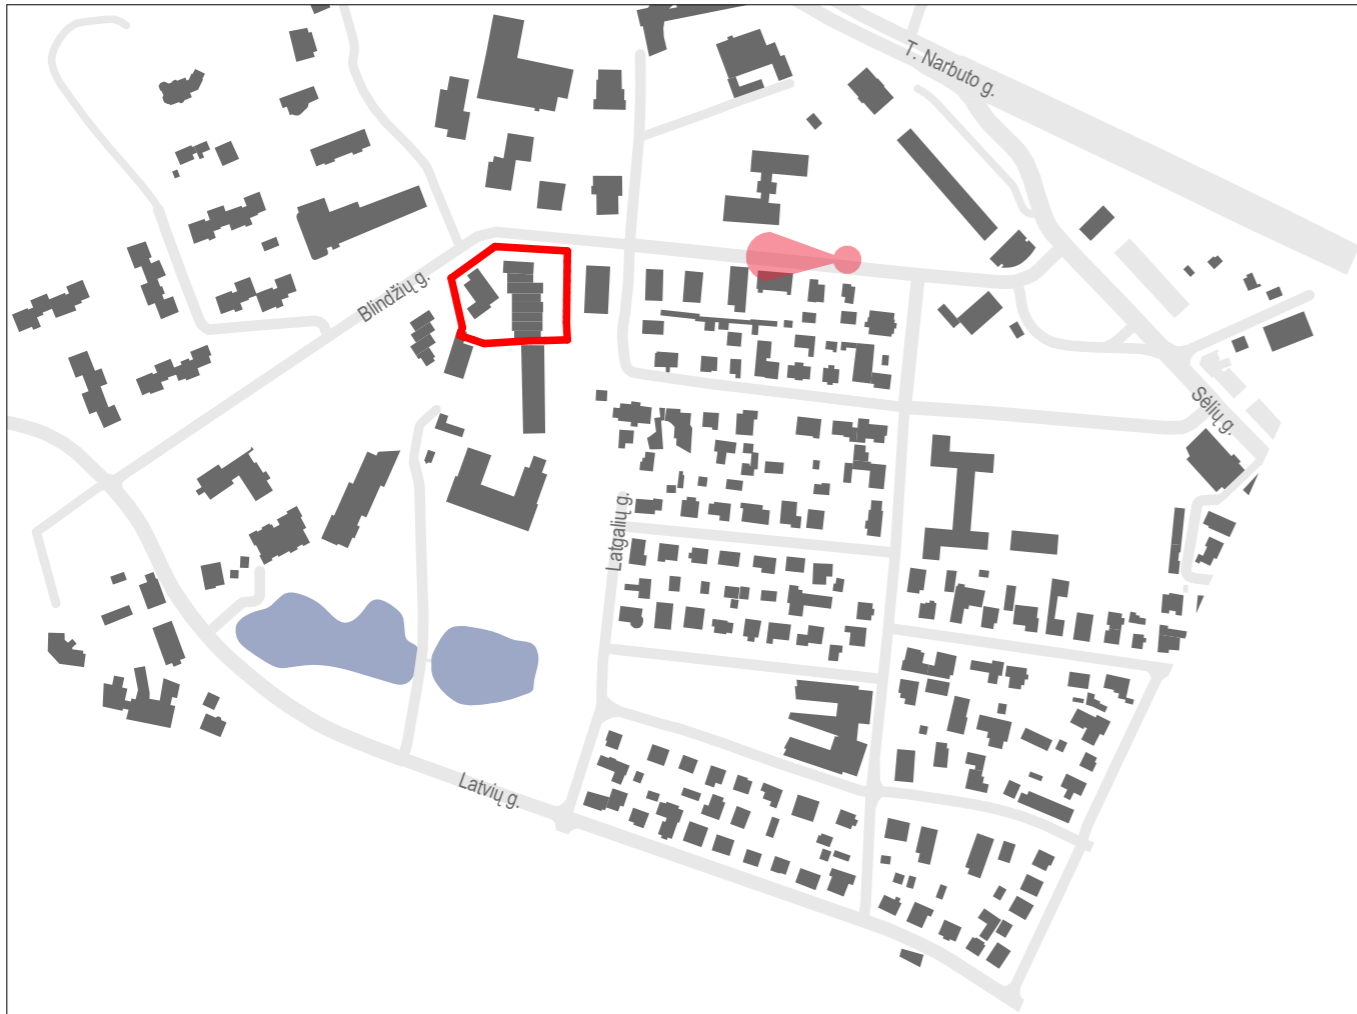 T. Narbuto g.
Blindžių g.
Sėlių g.
Latgalių g.
Latvių g.